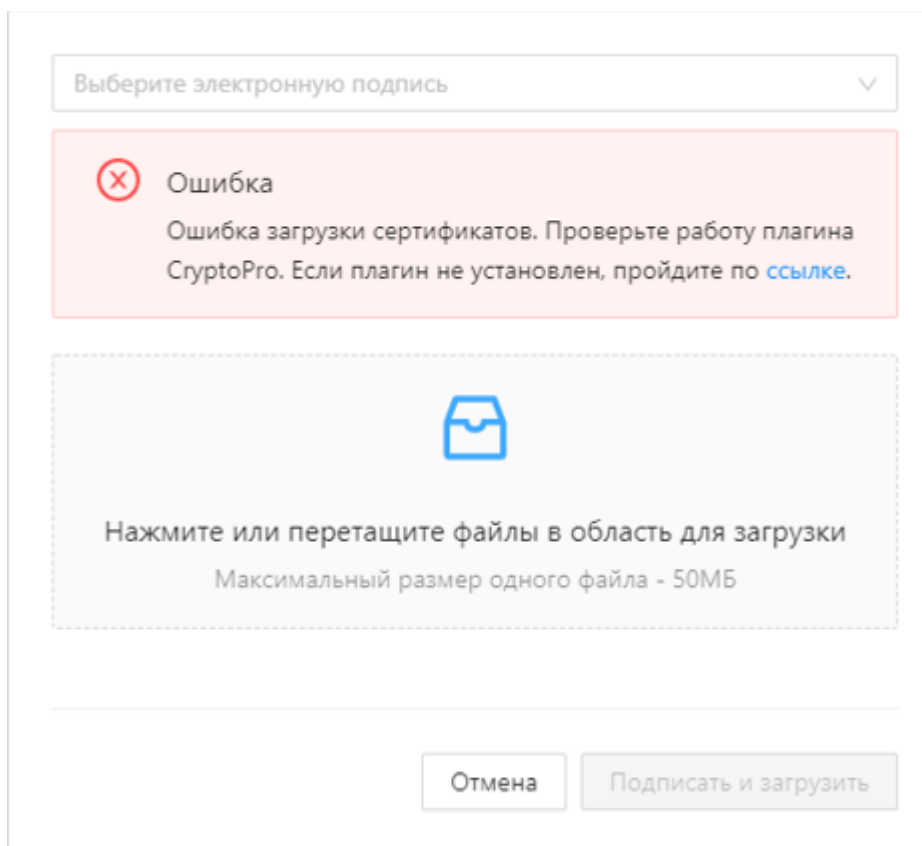 Выберите электронную подпись
Ошибка
Ошибка загрузки сертификатов. Проверьте работу плагина
CryptoPro. Если плагин не установлен, пройдите по ссылке.
Нажмите или перетащите файлы в область для загрузки
Максимальный размер одного файла - 50МБ
Отмена
Подписать и загрузить